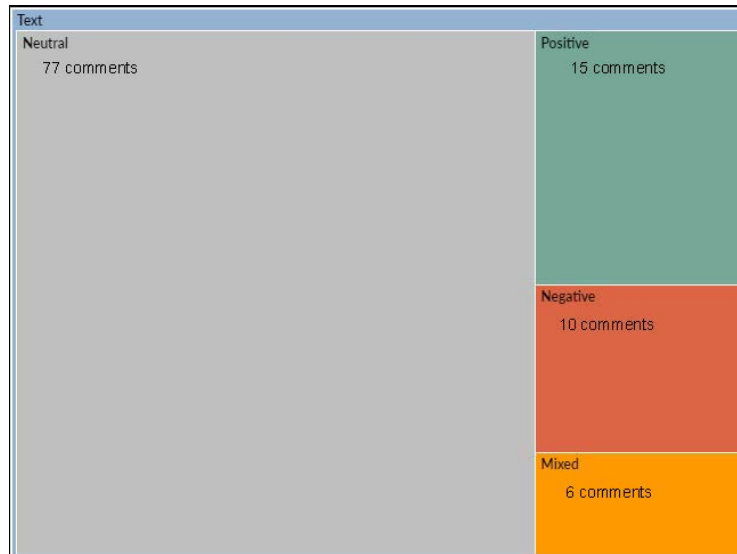 Text
Neutral
77 comments
Positive
15 comments
Negative
10 comments
Mixed
6 comments